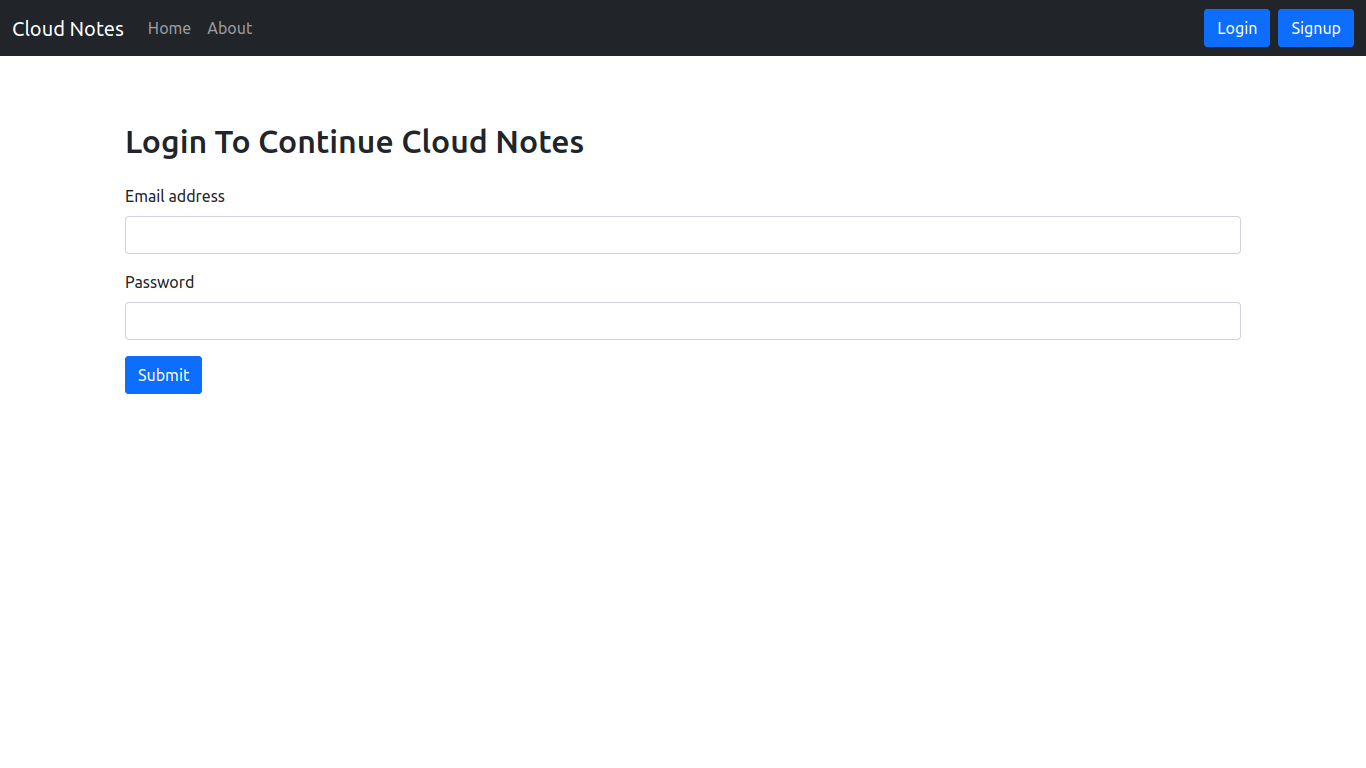 Cloud Notes Home About Login Signup
Login To Continue Cloud Notes
Email address
Password
Submit